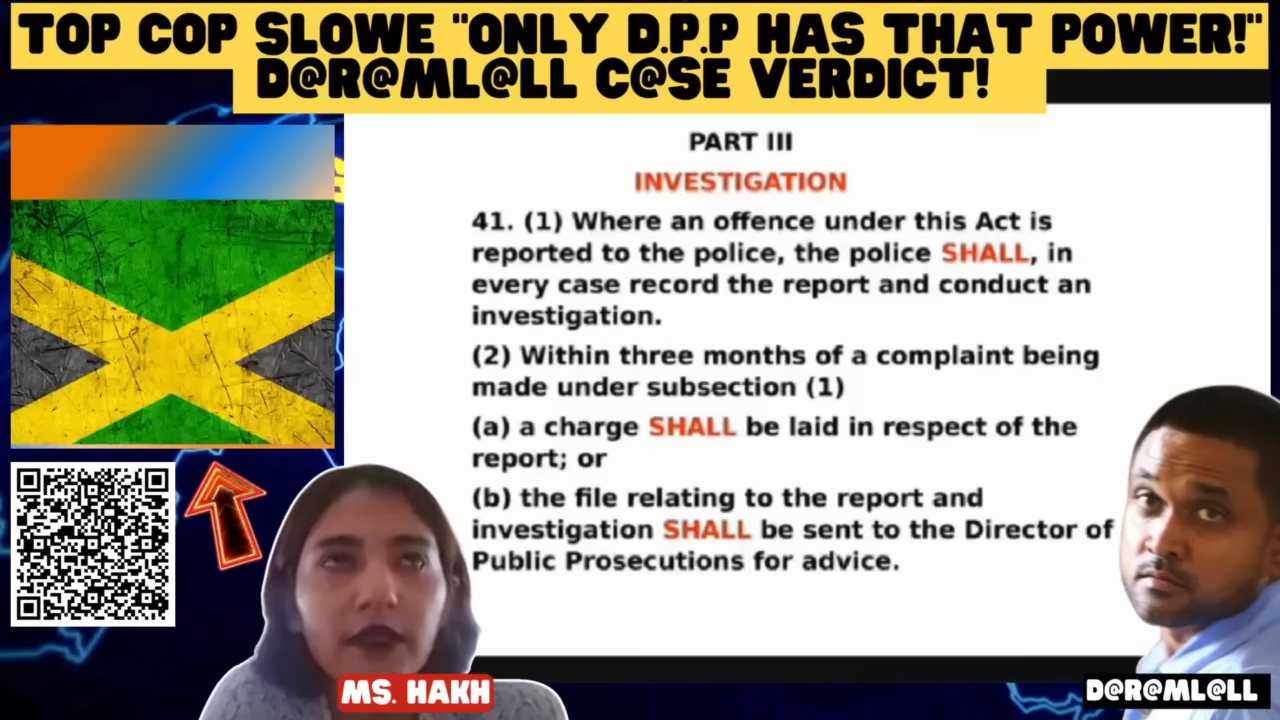 TOP COP SLOWE "ONLY D.P.P HAS THAT POWER!"
D@R@ML@LL C@SE VERDICT!
PART III
INVESTIGATION
41. (1) Where an offence under this Act is
reported to the police, the police SHALL, in
every case record the report and conduct an
investigation.
(2) Within three months of a complaint being
made under subsection (1)
(a) a charge SHALL be laid in respect of the
report; or
(b) the file relating to the report and
investigation SHALL be sent to the Director of
Public Prosecutions for advice.
MS. HAKH
D@R@ML@LL